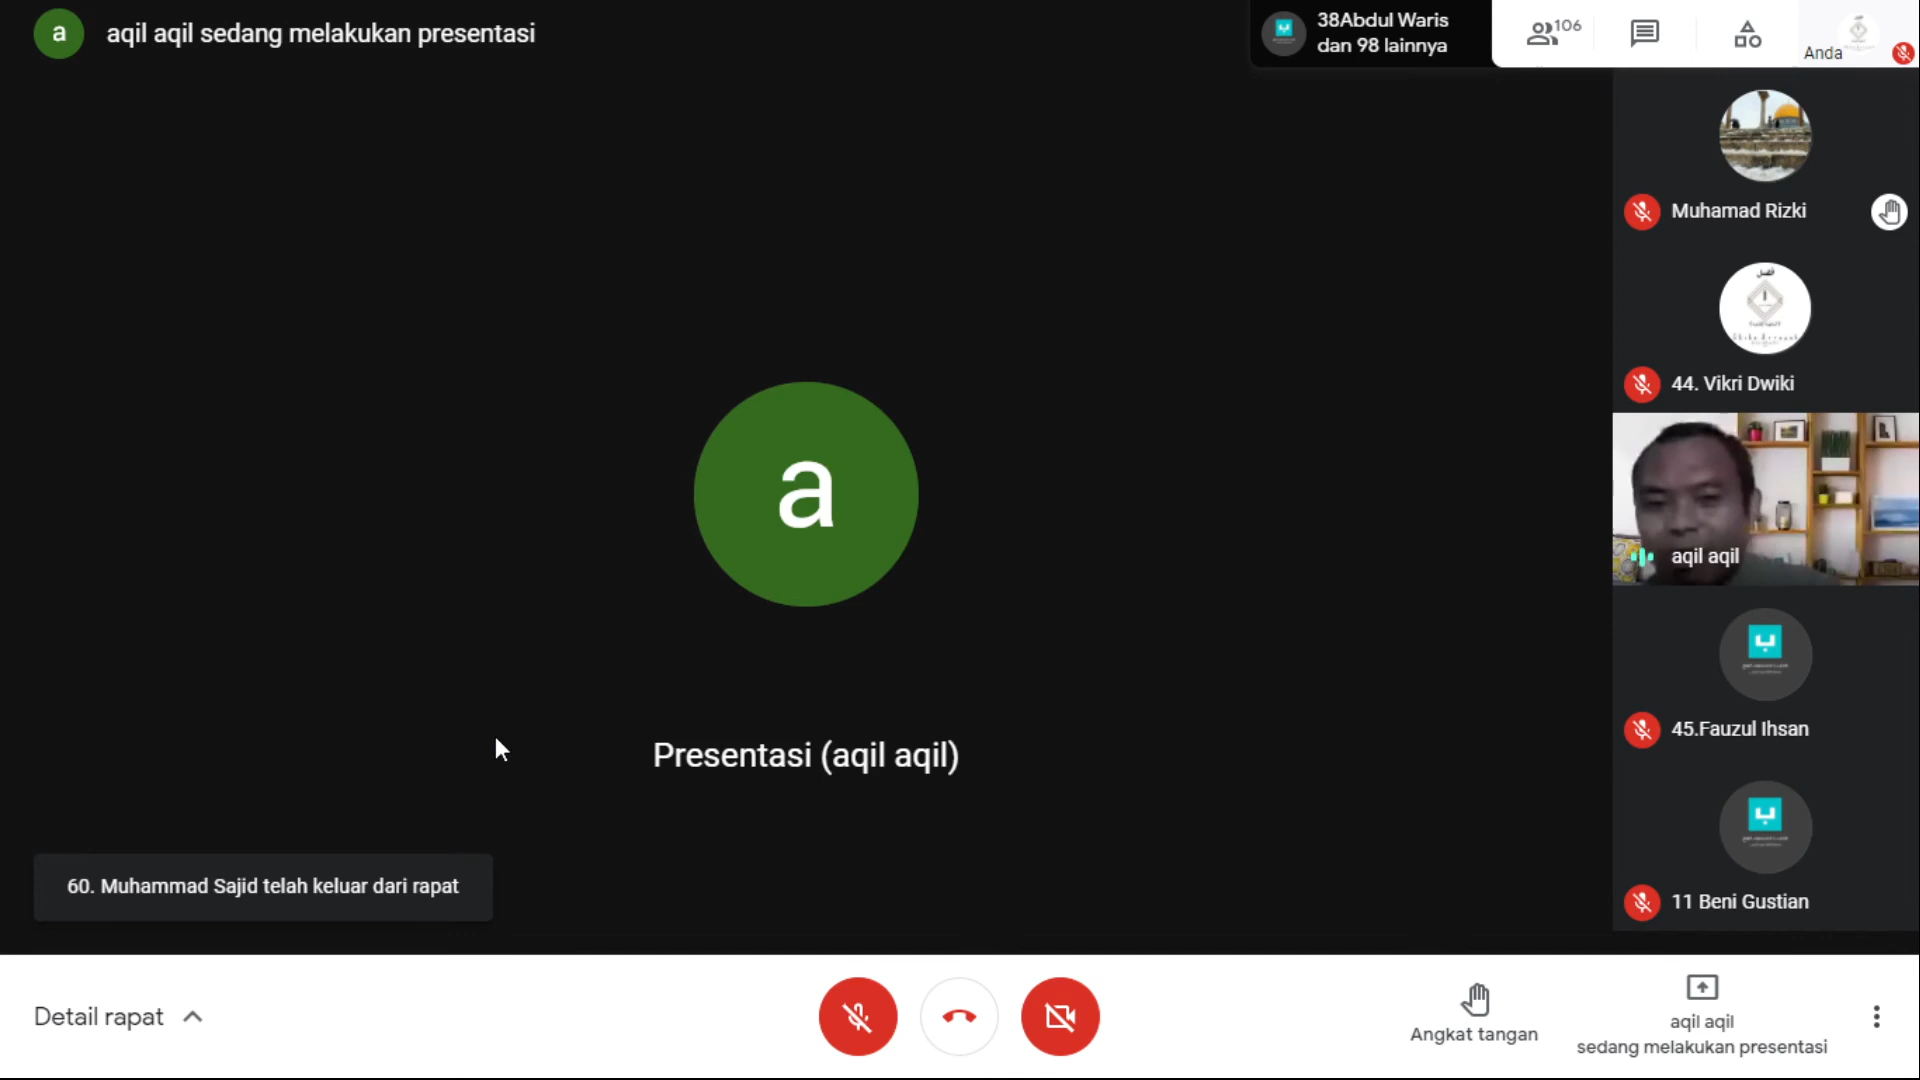 a
aqil aqil sedang melakukan presentasi
38Abdul Waris
dan 98 lainnya
106
Anda
Muhamad Rizki
44. Vikri Dwiki
aqil aqil
45.Fauzul Ihsan
11 Beni Gustian
a
Presentasi (aqil aqil)
60. Muhammad Sajid telah keluar dari rapat
Detail rapat
Angkat tangan
aqil aqil
sedang melakukan presentasi